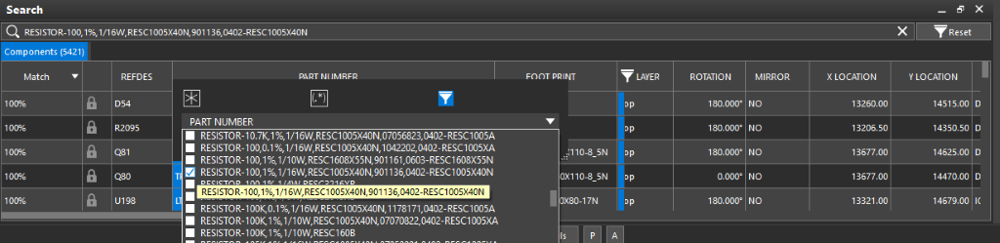 Search
RESISTOR-100,1%,1/16W,RESC1005X40N,901136,0402-RESC1005X40N
Reset
Components (5421)
Match REFDES PART NUMBER FOOT PRINT LAYER ROTATION MIRROR X LOCATION Y LOCATION
100% D54 op 180.000° NO 13260.00 14515.00 D
100% R2095 op 180.000° NO 13206.50 14350.50
100% Q81 X110-8_5N op 180.000° NO 13677.00 14625.00
100% Q80 0X110-8_5N op 0.000° NO 13677.00 14625.00
100% U198 LT 0X80-17N op 180.000° NO 13321.00 14679.00
(.*)
PART NUMBER
RESISTOR-10.7K,1%,1/16W,RESC1005X40N,07056823,0402-RESC1005A
RESISTOR-100,0.1%,1/16W,RESC1005X40N,1042202,0402-RESC1005XA
RESISTOR-100,1%,1/10W,RESC1608X55N,901161,0603-RESC1608X55N
RESISTOR-100,1%,1/16W,RESC1005X40N,901136,0402-RESC1005X40N
RESISTOR-100,1%,1/4W,RESC3216XB
RESISTOR-100,1%,1/16W,RESC1005X40N,901136,0402-RESC1005X40N
RESISTOR-100K,0.1%,1/16W,RESC1005X40N,1178171,0402-RESC1005A
RESISTOR-100K,1%,1/10W,RESC1005X40N,07070822,0402-RESC1005XA
RESISTOR-100K,1%,1/10W,RESC160B
ls P A